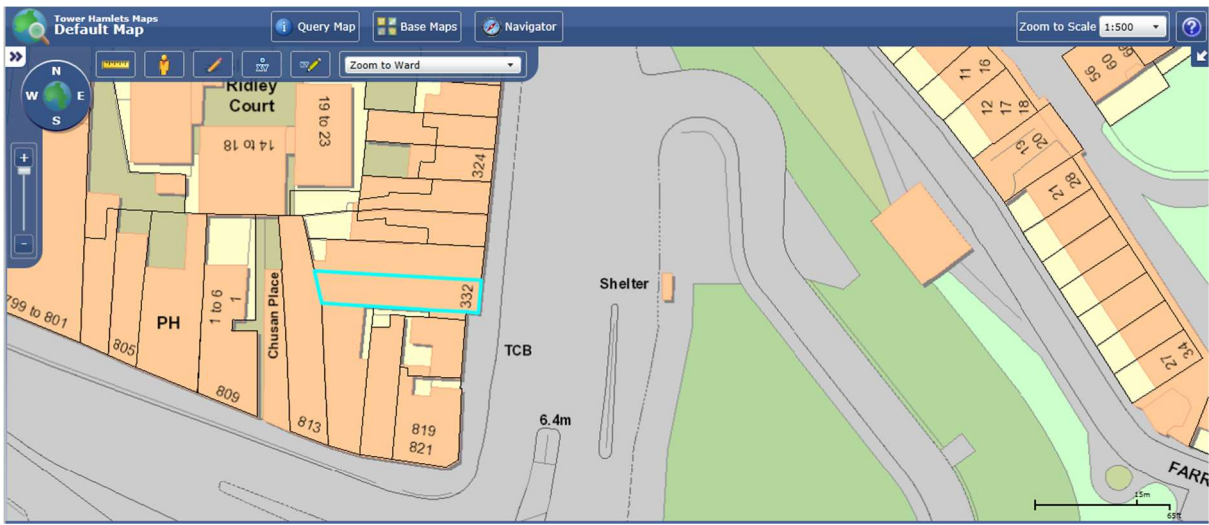 Tower Hamlets Maps
Default Map
Query Map
Base Maps
Navigator
Zoom to Scale
1:500
?
»
N
W
E
S
XY
Zoom to Ward
+
-
Ridley
Court
14 to 18
19 to 23
324
332
Chusan Place
1 to 6
1
PH
799 to 801
805
809
813
819
821
TCB
6.4m
Shelter
11
16
12
17
18
19
20
21
28
27
34
56
60
FARR
15m
65ft